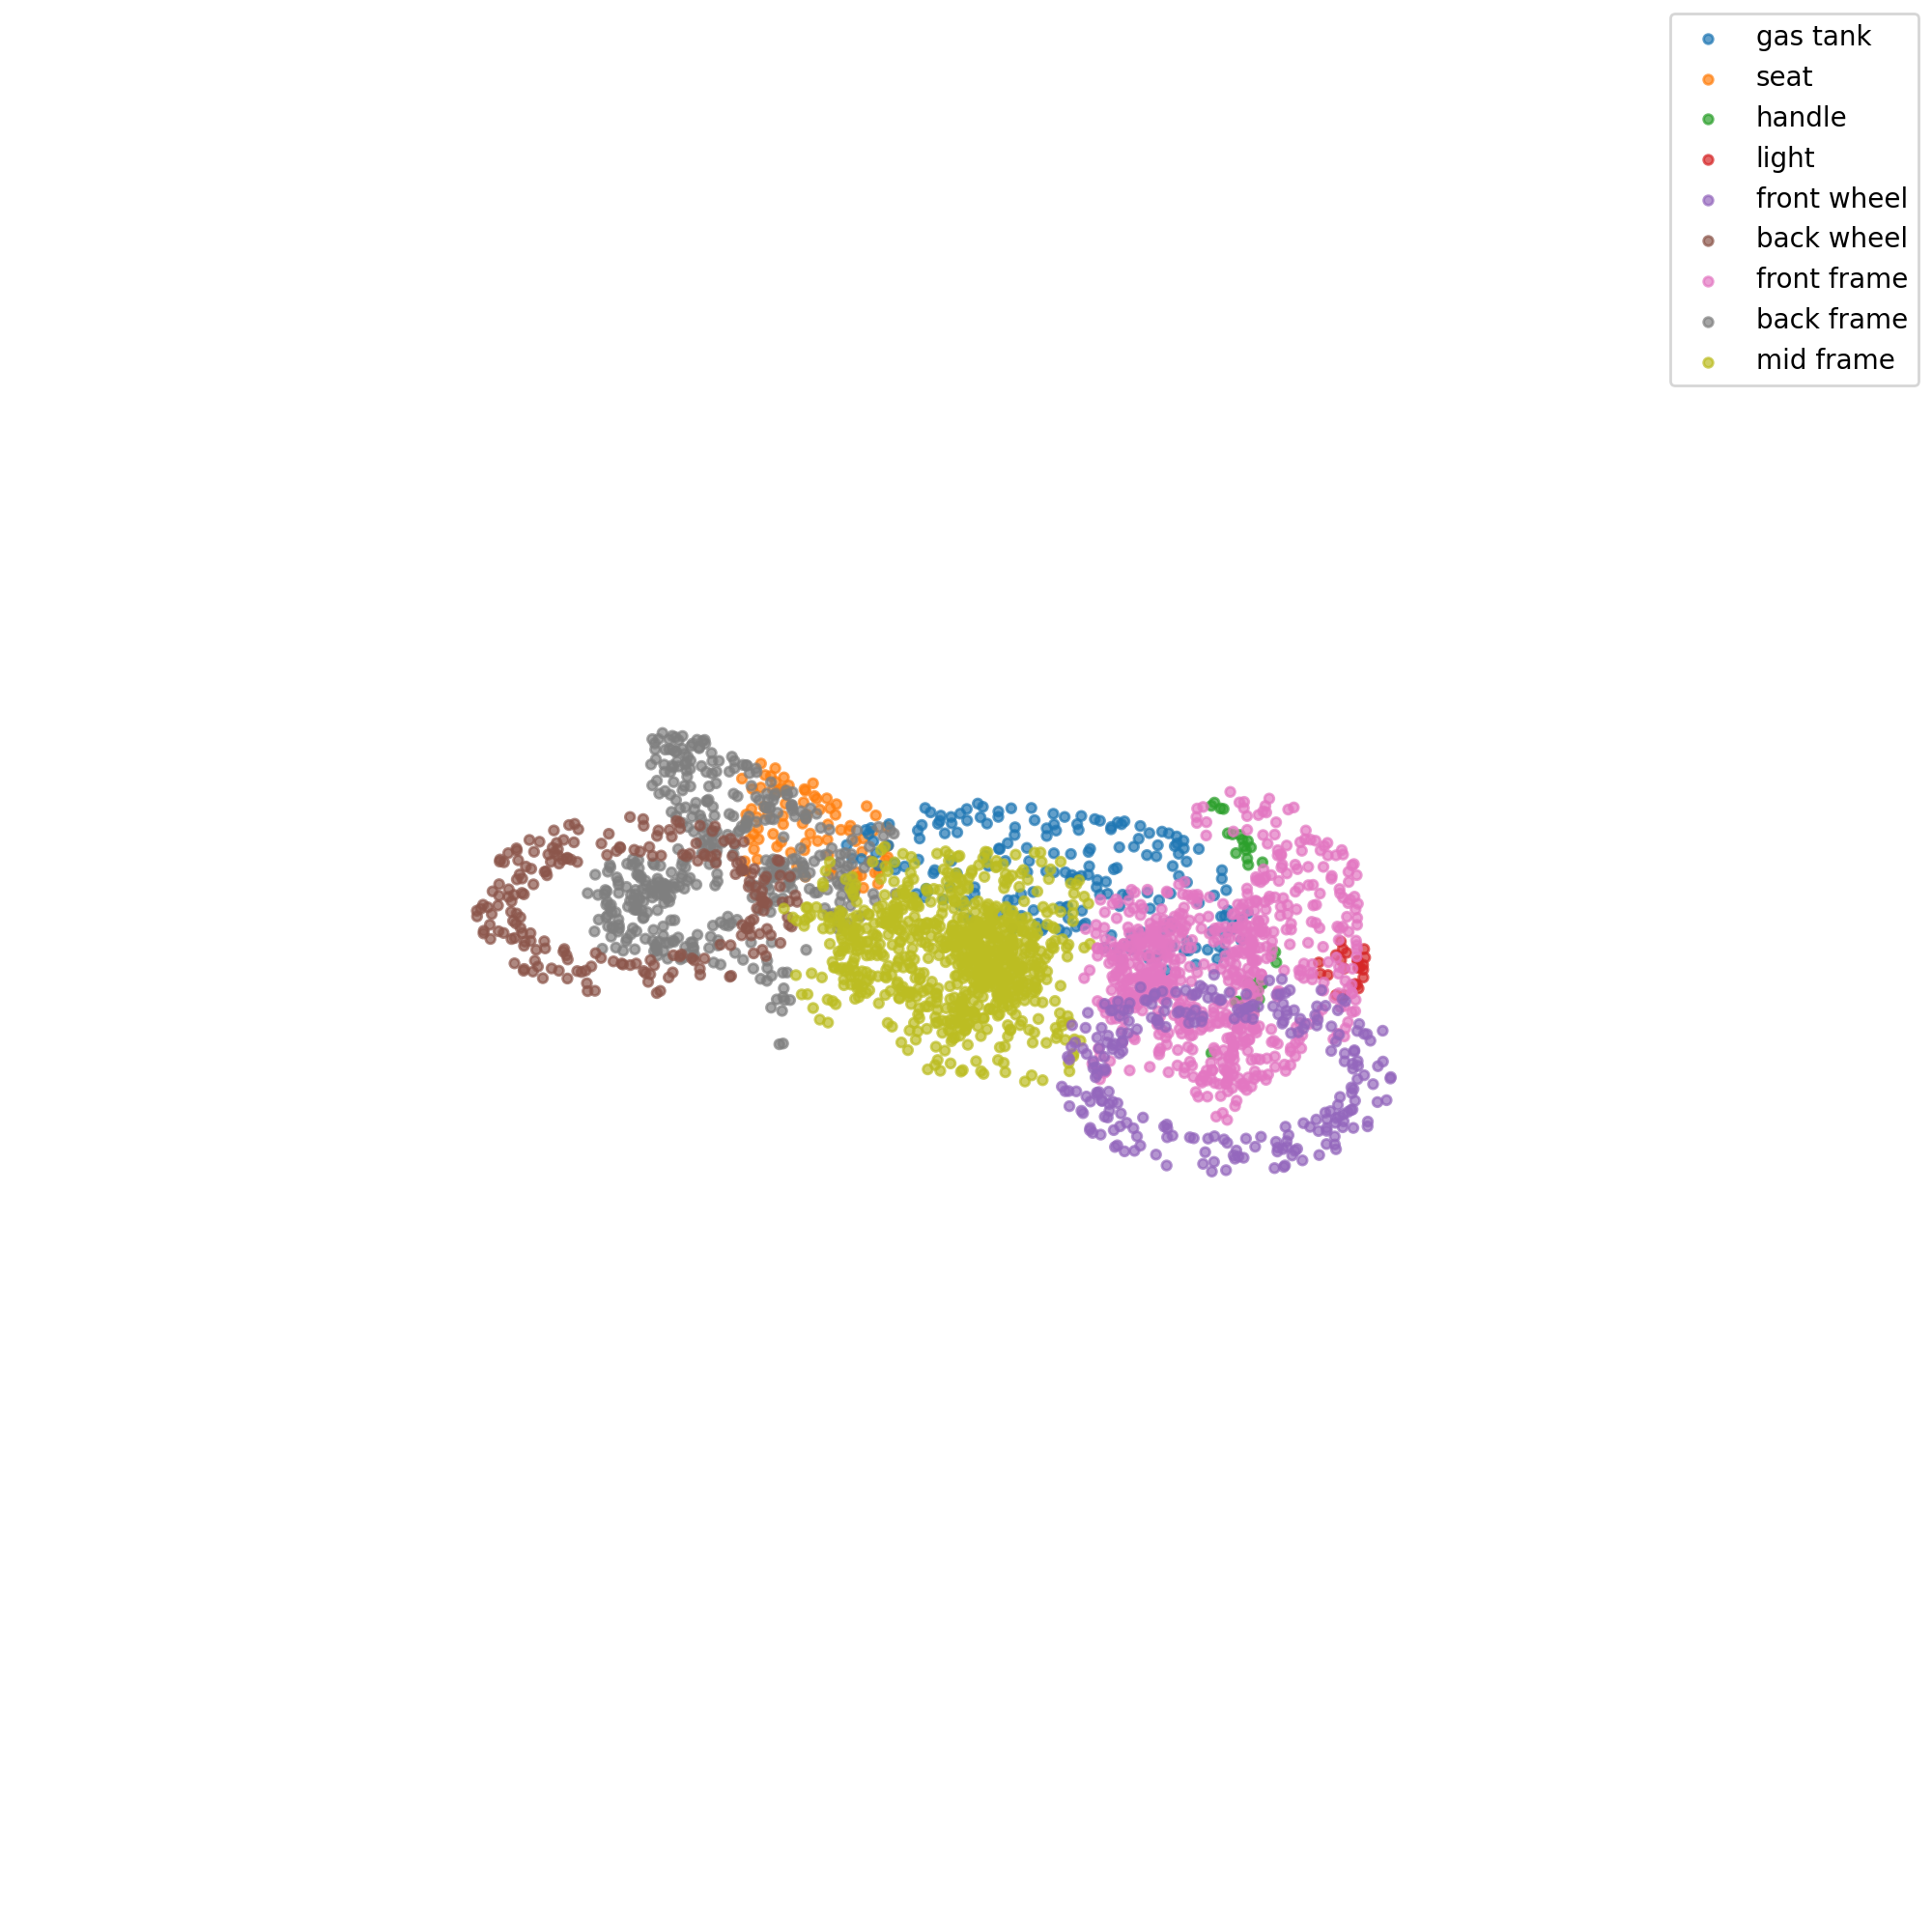 gas tank
seat
handle
light
front wheel
back wheel
front frame
back frame
mid frame